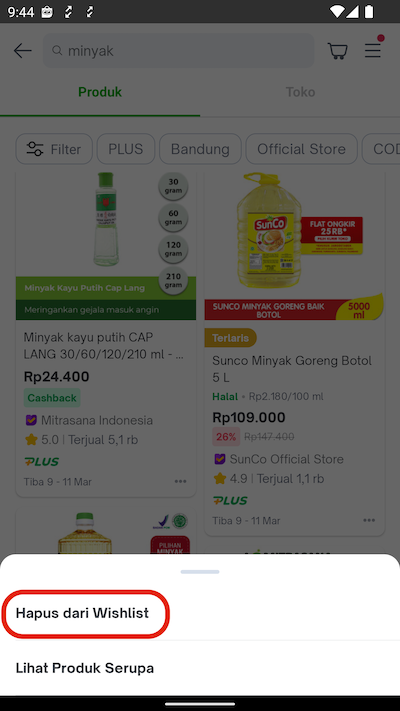 9:44
minyak
Produk
Toko
Filter
PLUS
Bandung
Official Store
COD
30
gram
60
gram
120
gram
210
gram
Minyak Kayu Putih Cap Lang
Meringankan gejala masuk angin
Minyak kayu putih CAP
LANG 30/60/120/210 ml - ...
Rp24.400
Cashback
Mitrasana Indonesia
5.0 | Terjual 5,1 rb
PLUS
Tiba 9 - 11 Mar
SunCo
FLAT ONGKIR
2.5 RB*
SUNCO MINYAK GORENG BAIK
BOTOL
5000
ml
Terlaris
Sunco Minyak Goreng Botol
5 L
Halal • Rp2.180/100 ml
Rp109.000
26% Rp147.400
SunCo Official Store
4.9 | Terjual 1,1 rb
PLUS
Tiba 9 - 11 Mar
PILIHAN
MINYAK
Hapus dari Wishlist
Lihat Produk Serupa